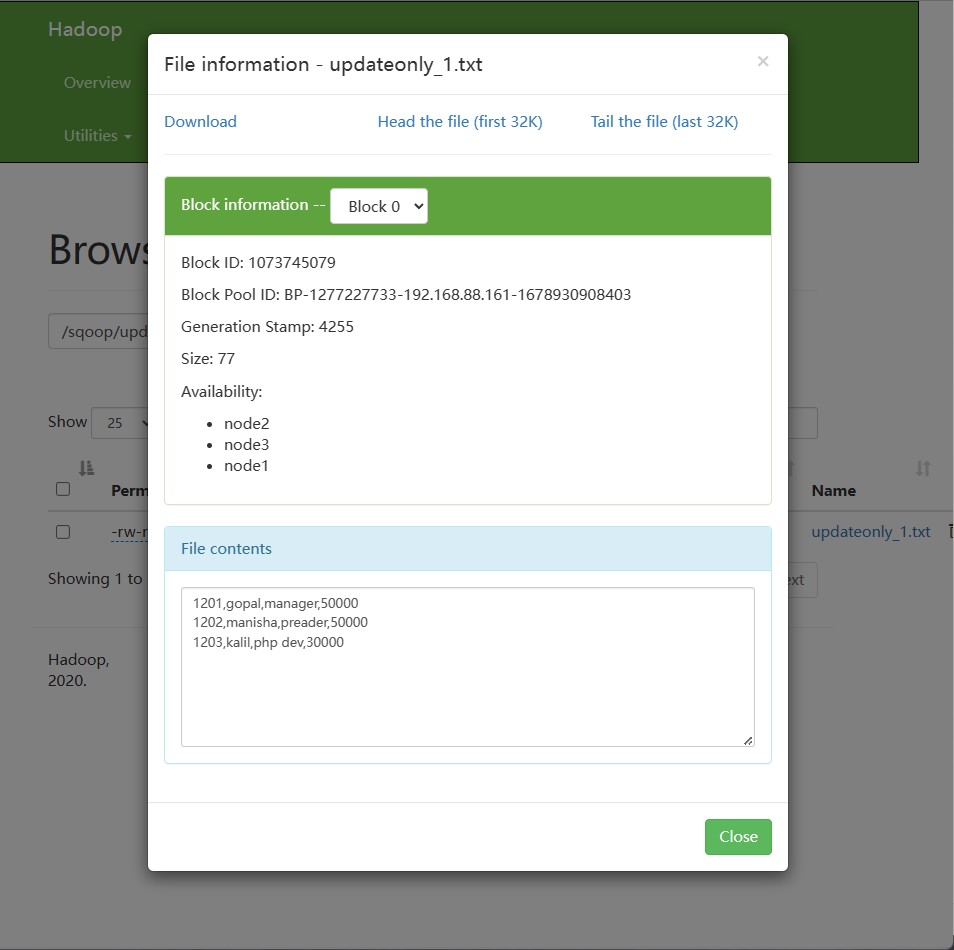 Hadoop
Overview
Utilities
File information - updateonly_1.txt
×
Download
Head the file (first 32K)
Tail the file (last 32K)
Block information --
Block 0
Block ID: 1073745079
Block Pool ID: BP-1277227733-192.168.88.161-1678930908403
Generation Stamp: 4255
Size: 77
Availability:
node2
node3
node1
File contents
1201,gopal,manager,50000
1202,manisha,preader,50000
1203,kalil,php dev,30000
Close
Brows
/sqoop/upd
Show 25
Perm
Name
-rw-r
updateonly_1.txt
Showing 1 to
ext
Hadoop,
2020.